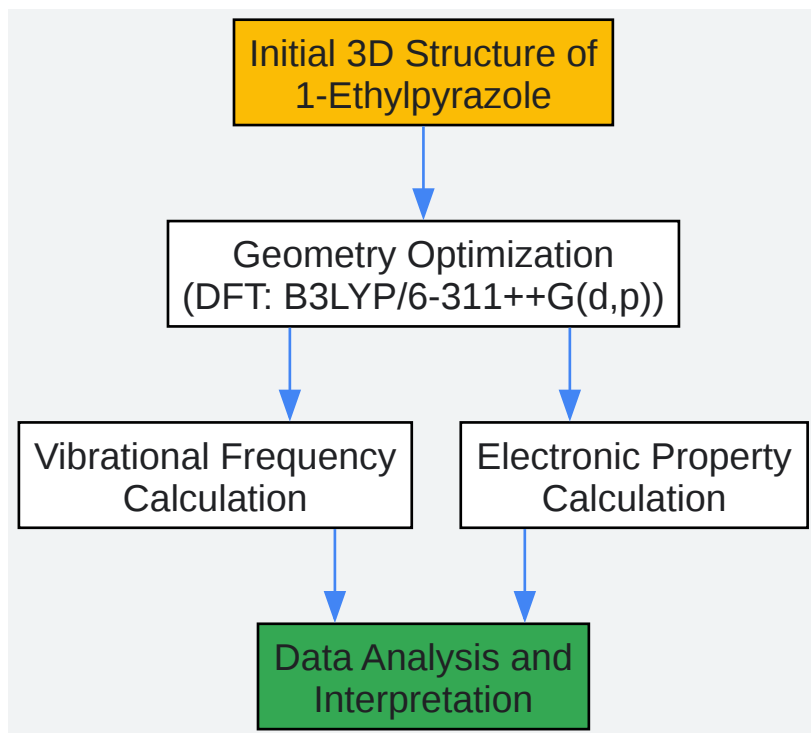 Initial 3D Structure of
1-Ethylpyrazole
Geometry Optimization
(DFT: B3LYP/6-311++G(d,p))
Vibrational Frequency
Calculation
Electronic Property
Calculation
Data Analysis and
Interpretation